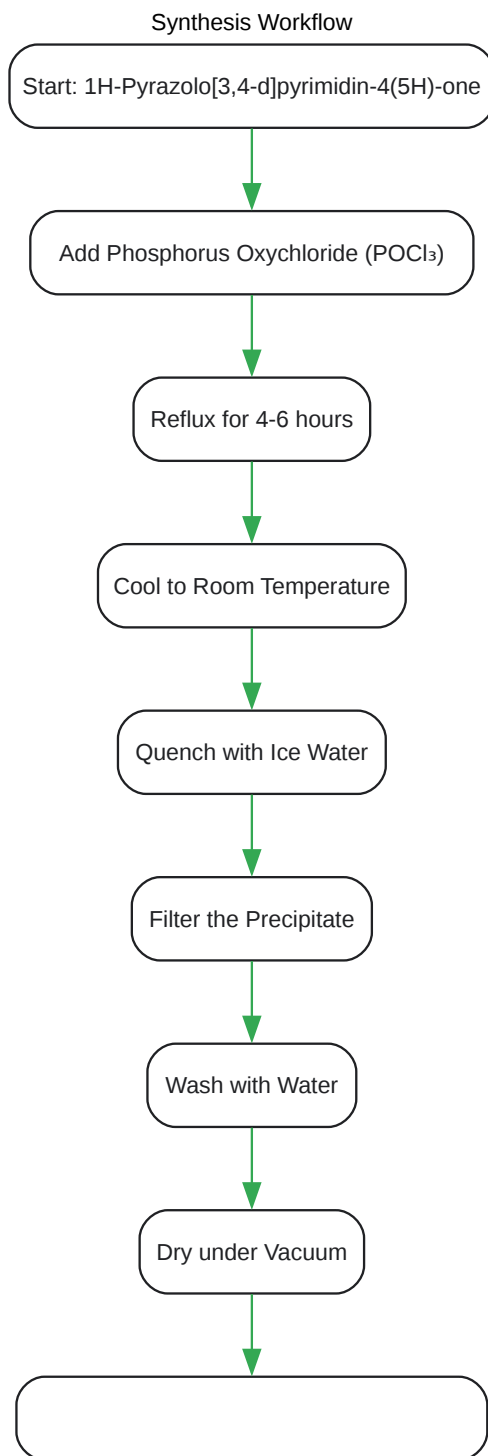 Synthesis Workflow
Start: 1H-Pyrazolo[3,4-d]pyrimidin-4(5H)-one
Add Phosphorus Oxychloride (POCl₃)
Reflux for 4-6 hours
Cool to Room Temperature
Quench with Ice Water
Filter the Precipitate
Wash with Water
Dry under Vacuum